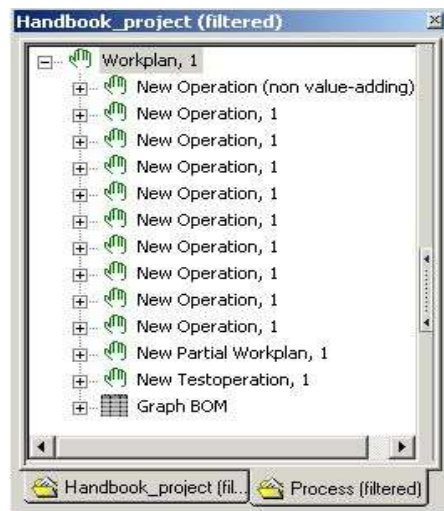 Handbook_project (filtered)
Workplan, 1
New Operation (non value-adding)
New Operation, 1
New Operation, 1
New Operation, 1
New Operation, 1
New Operation, 1
New Operation, 1
New Operation, 1
New Operation, 1
New Operation, 1
New Partial Workplan, 1
New Testoperation, 1
Graph BOM
Handbook_project (fil... Process (filtered)